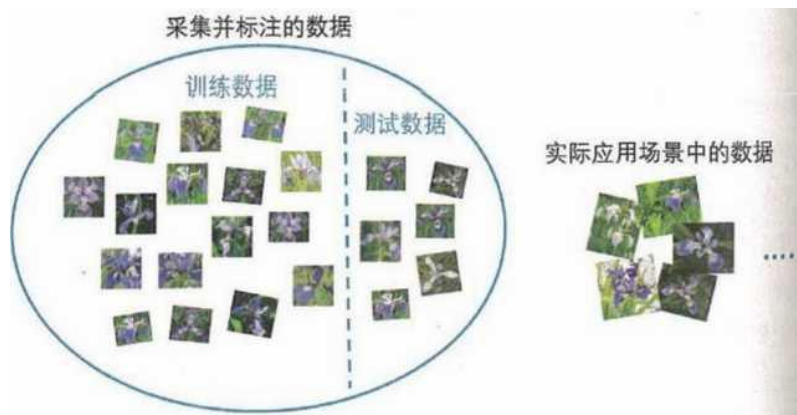 采集并标注的数据
训练数据
测试数据
实际应用场景中的数据